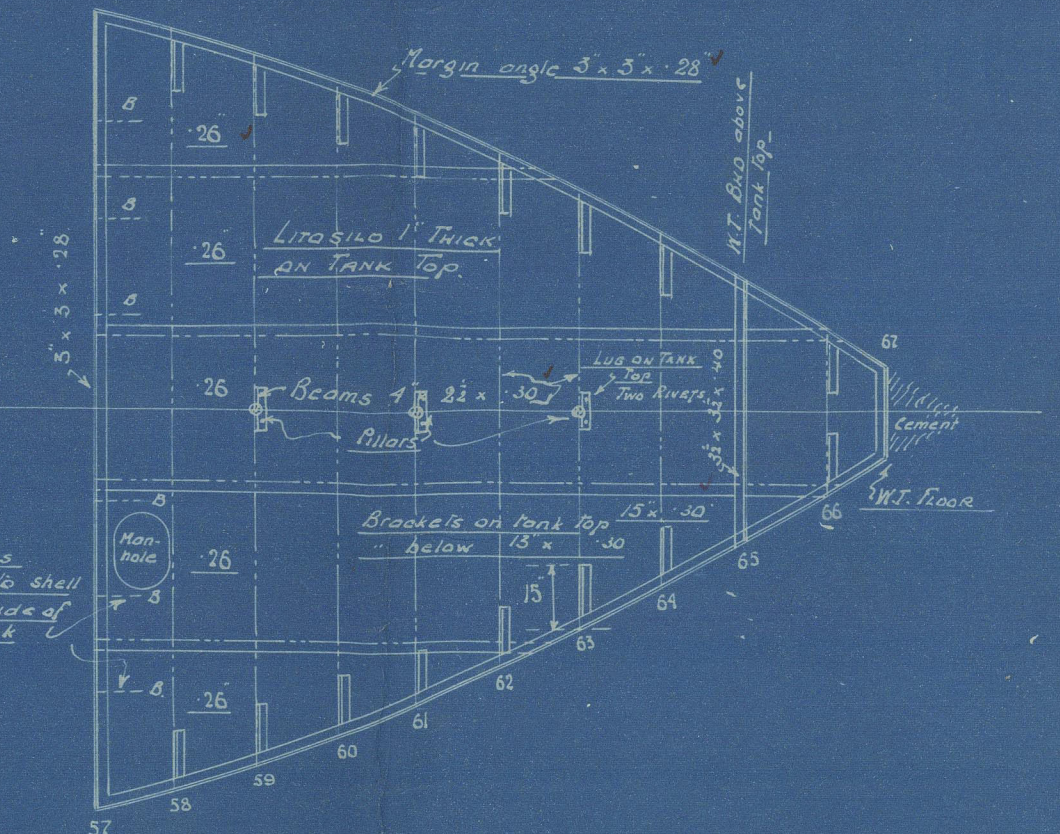 Margin angle 3" x 3" x ·28"
W.T. BHD above
Tank Top
B
·26"
B
LITOSILO 1" THICK
ON TANK TOP.
·26"
3" x 3 x ·28"
B
67
LUG ON TANK
TOP
TWO RIVETS
·26
Beams 4" x 2½ x ·30
Pillars
3½ x 3½ x ·40
Cement
W.T. FLOOR
B
Brackets on tank top 15" x ·30"
" below 13" x ·30
Man-
hole
·26
B
to shell
15"
66
65
64
63
62
61
60
59
58
57
B
·26"